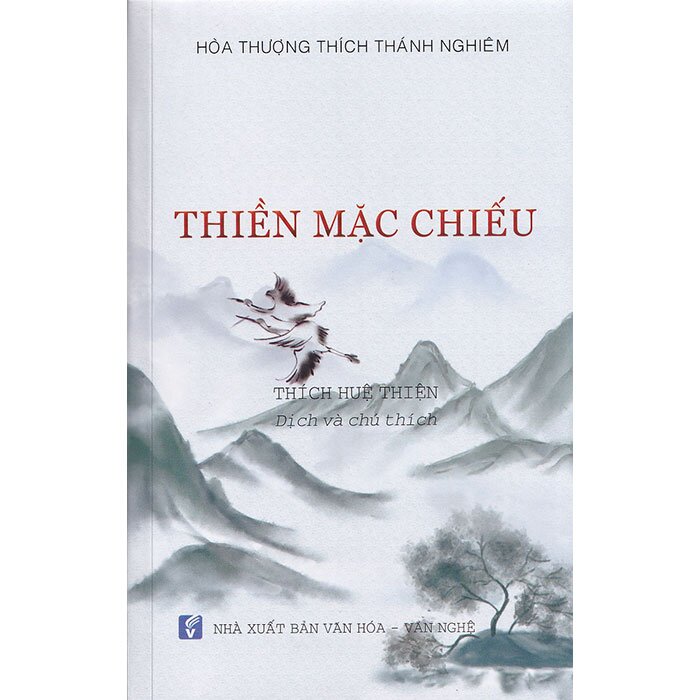 HÒA THƯỢNG THÍCH THÁNH NGHIÊM
THIỀN MẶC CHIẾU
THÍCH HUỆ THIỆN
Dịch và chú thích
V
NHÀ XUẤT BẢN VĂN HÓA - VĂN NGHỆ